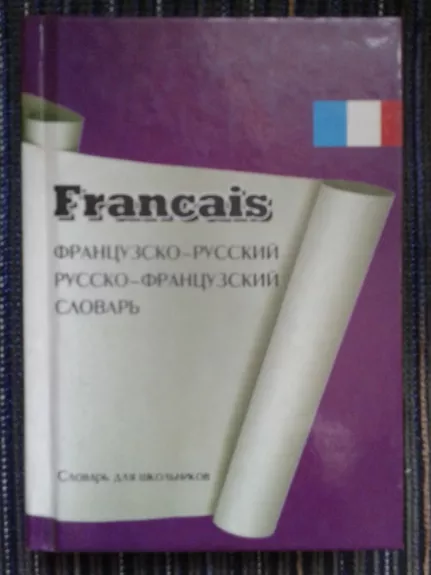 Francais
ФРАНЦУЗСКО-РУССКИЙ
РУССКО-ФРАНЦУЗСКИЙ
СЛОВАРЬ
Словарь для школьников